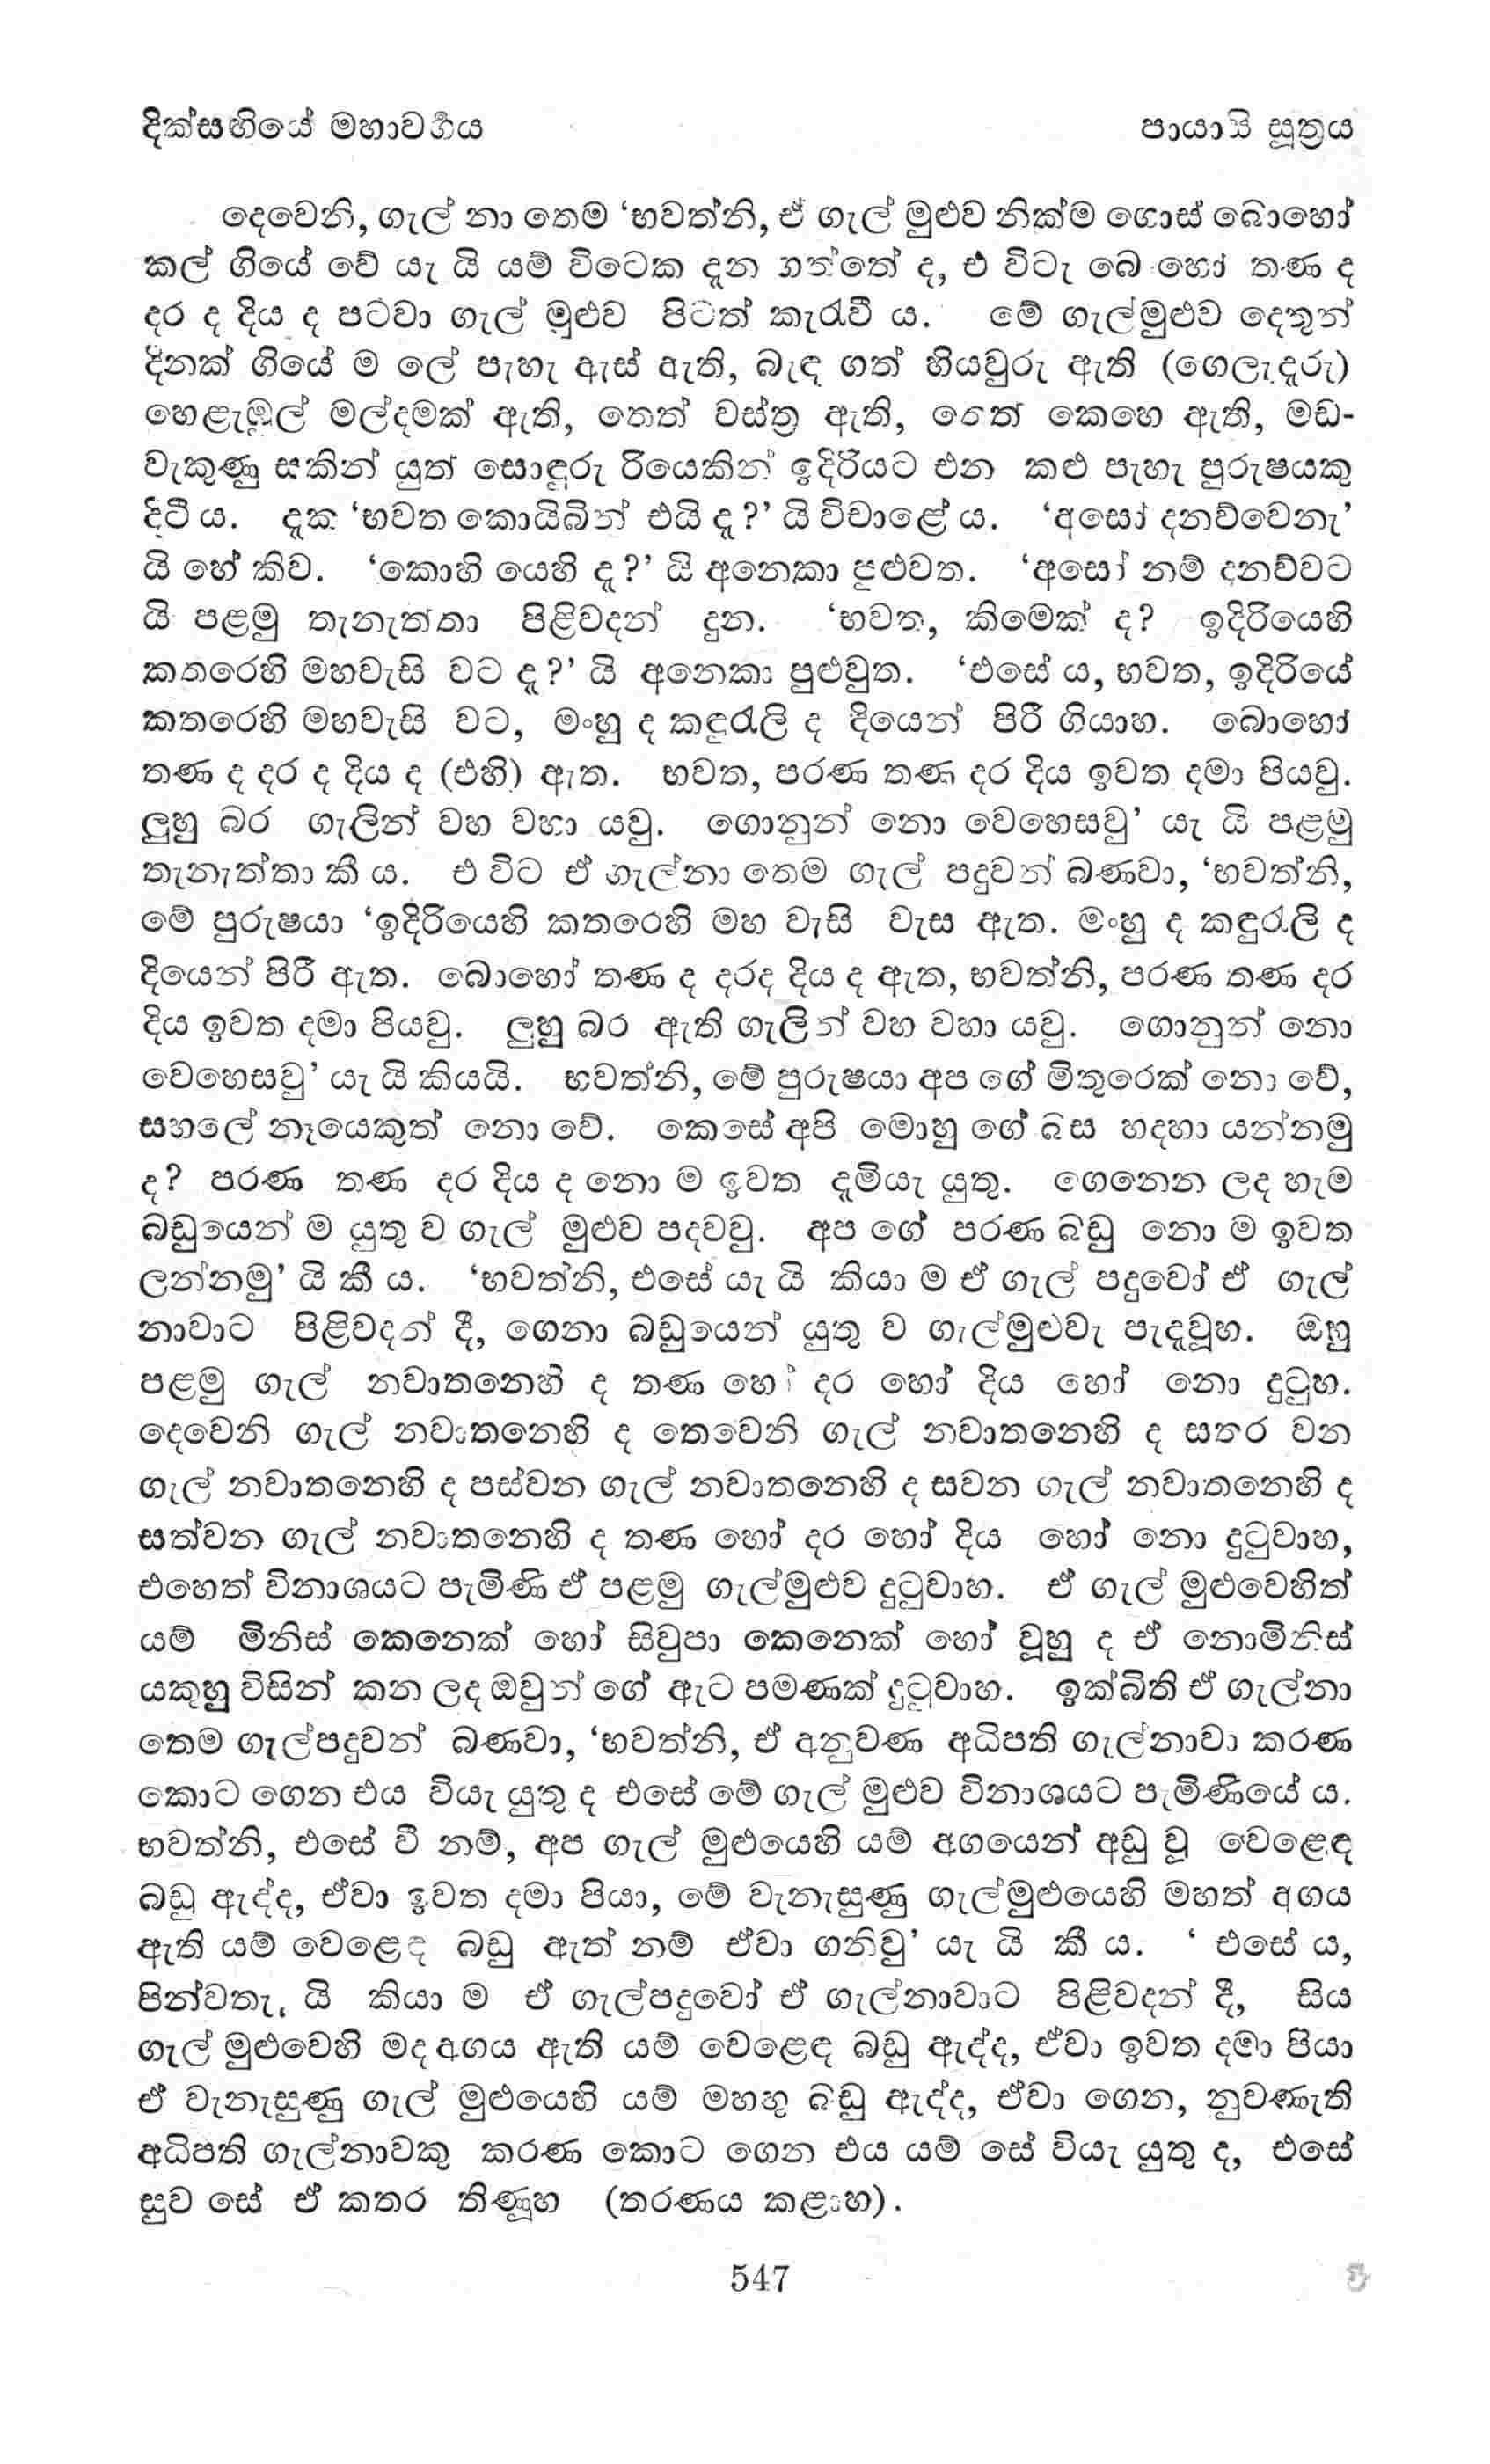 දික්සඟියේ මහාවර්‍ගය
පායාසි සූත්‍රය
දෙවෙනි, ගැල් නා තෙම ‘භවත්නි, ඒ ගැල් මුළුව නික්ම ගොස් බොහෝ
කල් ගියේ වේ යැ යි යම් විටෙක දැන ගත්තේ ද, එ විටැ බොහෝ තණ ද
දර ද දිය ද පටවා ගැල් මුළුව පිටත් කැරැවී ය. මේ ගැල්මුළුව දෙතුන්
දිනක් ගියේ ම ලේ පැහැ ඇස් ඇති, බැඳ ගත් හියවුරු ඇති (ගෙලැදැරු)
හෙළැඹුල් මල්දමක් ඇති, තෙත් වස්ත්‍ර ඇති, තෙත් කෙහෙ ඇති, මඩ-
වැකුණු සකින් යුත් සොඳුරු රියෙකින් ඉදිරියට එන කළු පැහැ පුරුෂයකු
දිටී ය. දැක ‘භවත කොයිබින් එයි දැ?’ යි විචාළේ ය. ‘අසෝ දනව්වෙනැ’
යි හේ කිව. ‘කොහි යෙහි දැ?’ යි අනෙකා පුළුවත. ‘අසෝ නම් දනව්වට
යි පළමු තැනැත්තා පිළිවදන් දුන. ‘භවත, කිමෙක් ද? ඉදිරියෙහි
කතරෙහි මහවැසි වට දැ?’ යි අනෙකා පුළුවුත. ‘එසේ ය, භවත, ඉදිරියේ
කතරෙහි මහවැසි වට, මංහු ද කඳුරැලි ද දියෙන් පිරී ගියාහ. බොහෝ
තණ ද දර ද දිය ද (එහි) ඇත. භවත, පරණ තණ දර දිය ඉවත දමා පියවු.
ලුහු බර ගැලින් වහ වහා යවු. ගොනුන් නො වෙහෙසවු’ යැ යි පළමු
තැනැත්තා කී ය. එ විට ඒ ගැල්නා තෙම ගැල් පදුවන් බණවා, ‘භවත්නි,
මේ පුරුෂයා ‘ඉදිරියෙහි කතරෙහි මහ වැසි වැස ඇත. මංහු ද කඳුරැලි ද
දියෙන් පිරී ඇත. බොහෝ තණ ද දරද දිය ද ඇත, භවත්නි, පරණ තණ දර
දිය ඉවත දමා පියවු. ලුහු බර ඇති ගැලින් වහ වහා යවු. ගොනුන් නො
වෙහෙසවු’ යැ යි කියයි. භවත්නි, මේ පුරුෂයා අප ගේ මිතුරෙක් නො වේ,
සහලේ නෑයෙකුත් නො වේ. කෙසේ අපි මොහු ගේ බස හදහා යන්නමු
ද? පරණ තණ දර දිය ද නො ම ඉවත දැමියැ යුතු. ගෙනෙන ලද හැම
බඩුයෙන් ම යුතු ව ගැල් මුළුව පදවවු. අප ගේ පරණ බඩු නො ම ඉවත
ලන්නමු’ යි කී ය. ‘භවත්නි, එසේ යැ යි කියා ම ඒ ගැල් පදුවෝ ඒ ගැල්
නාවාට පිළිවදන් දී, ගෙනා බඩුයෙන් යුතු ව ගැල්මුළුවැ පැදැවූහ. ඔහු
පළමු ගැල් නවාතනෙහි ද තණ හෝ දර හෝ දිය හෝ නො දුටුහ.
දෙවෙනි ගැල් නවාතනෙහි ද තෙවෙනි ගැල් නවාතනෙහි ද සතර වන
ගැල් නවාතනෙහි ද පස්වන ගැල් නවාතනෙහි ද සවන ගැල් නවාතනෙහි ද
සත්වන ගැල් නවාතනෙහි ද තණ හෝ දර හෝ දිය හෝ නො දුටුවාහ,
එහෙත් විනාශයට පැමිණි ඒ පළමු ගැල්මුළුව දුටුවාහ. ඒ ගැල් මුළුවෙහිත්
යම් මිනිස් කෙනෙක් හෝ සිවුපා කෙනෙක් හෝ වූහු ද ඒ නොමිනිස්
යකුහු විසින් කන ලද ඔවුන් ගේ ඇට පමණක් දුටුවාහ. ඉක්බිති ඒ ගැල්නා
තෙම ගැල්පදුවන් බණවා, ‘භවත්නි, ඒ අනුවණ අධිපති ගැල්නාවා කරණ
කොට ගෙන එය වියැ යුතු ද එසේ මේ ගැල් මුළුව විනාශයට පැමිණියේ ය.
භවත්නි, එසේ වී නම්, අප ගැල් මුළුයෙහි යම් අගයෙන් අඩු වූ වෙළෙඳ
බඩු ඇද්ද, ඒවා ඉවත දමා පියා, මේ වැනැසුණු ගැල්මුළුයෙහි මහත් අගය
ඇති යම් වෙළෙඳ බඩු ඇත් නම් ඒවා ගනිවු’ යැ යි කී ය. ‘ එසේ ය,
පින්වතැ, යි කියා ම ඒ ගැල්පදුවෝ ඒ ගැල්නාවාට පිළිවදන් දී, සිය
ගැල් මුළුවෙහි මද අගය ඇති යම් වෙළෙඳ බඩු ඇද්ද, ඒවා ඉවත දමා පියා
ඒ වැනැසුණු ගැල් මුළුයෙහි යම් මහඟු බඩු ඇද්ද, ඒවා ගෙන, නුවණැති
අධිපති ගැල්නාවකු කරණ කොට ගෙන එය යම් සේ වියැ යුතු ද, එසේ
සුව සේ ඒ කතර තිණූහ (තරණය කළාහ).
547